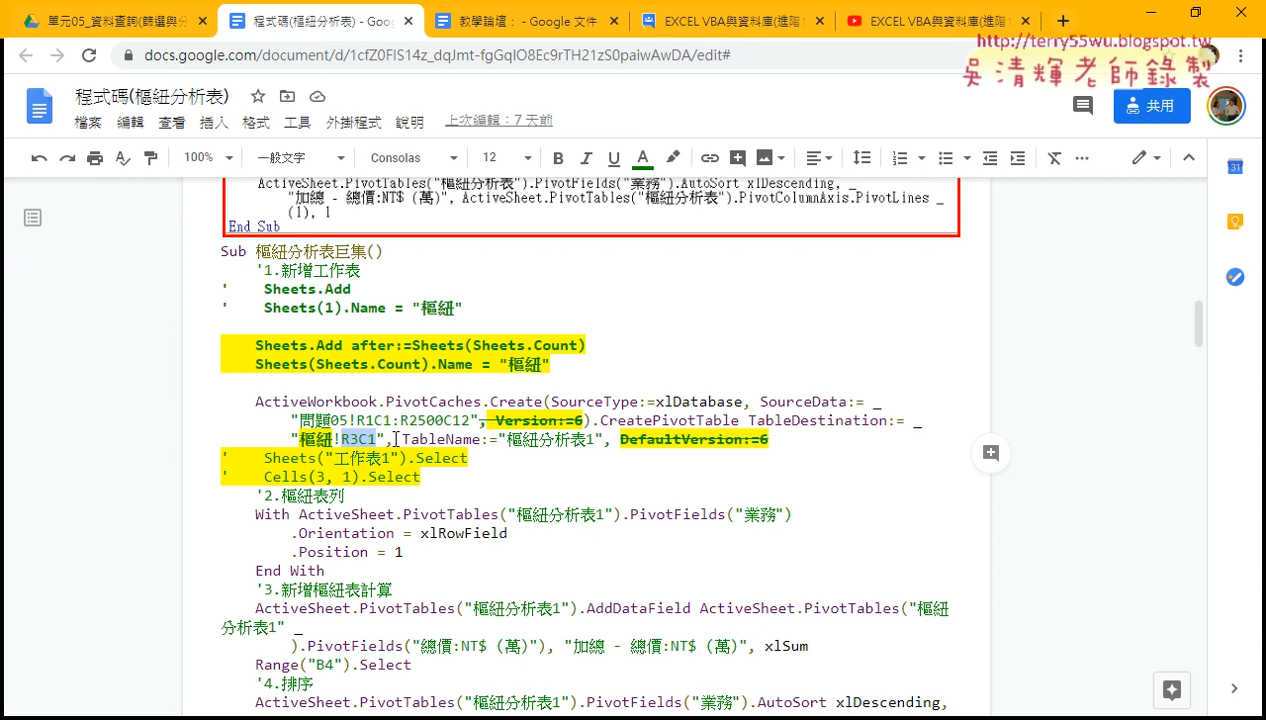 單元05_資料查詢(篩選與分
程式碼(樞紐分析表) - Goo
教學論壇： - Google 文件
EXCEL VBA與資料庫(進階1
EXCEL VBA與資料庫(進階1
docs.google.com/document/d/1cfZ0FlS14z_dqJmt-fgGqIO8Ec9rTH21zS0paiwAwDA/edit#
http://terry55wu.blogspot.tw
吳清輝老師錄製
程式碼(樞紐分析表)
檔案 編輯 查看 插入 格式 工具 外掛程式 說明 上次編輯：7 天前
共用
100% 一般文字 Consolas 12
ActiveSheet.PivotTables("樞紐分析表").PivotFields("業務").AutoSort xlDescending, _
"加總 - 總價:NT$ (萬)", ActiveSheet.PivotTables("樞紐分析表").PivotColumnAxis.PivotLines _
(1), 1
End Sub
Sub 樞紐分析表巨集()
'1.新增工作表
' Sheets.Add
' Sheets(1).Name = "樞紐"
Sheets.Add after:=Sheets(Sheets.Count)
Sheets(Sheets.Count).Name = "樞紐"
ActiveWorkbook.PivotCaches.Create(SourceType:=xlDatabase, SourceData:= _
"問題05!R1C1:R2500C12", Version:=6).CreatePivotTable TableDestination:= _
"樞紐!R3C1", TableName:="樞紐分析表1", DefaultVersion:=6
' Sheets("工作表1").Select
' Cells(3, 1).Select
'2.樞紐表列
With ActiveSheet.PivotTables("樞紐分析表1").PivotFields("業務")
.Orientation = xlRowField
.Position = 1
End With
'3.新增樞紐表計算
ActiveSheet.PivotTables("樞紐分析表1").AddDataField ActiveSheet.PivotTables("樞紐
分析表1" _
).PivotFields("總價:NT$ (萬)"), "加總 - 總價:NT$ (萬)", xlSum
Range("B4").Select
'4.排序
ActiveSheet.PivotTables("樞紐分析表1").PivotFields("業務").AutoSort xlDescending,